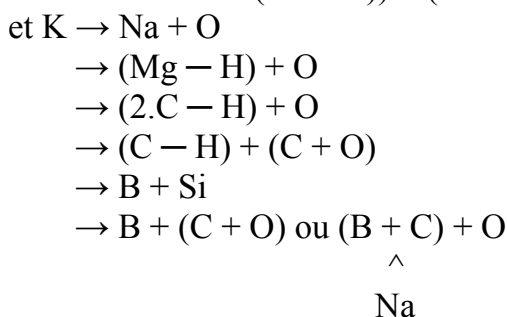 et K → Na + O
→ (Mg — H) + O
→ (2.C — H) + O
→ (C — H) + (C + O)
→ B + Si
→ B + (C + O) ou (B + C) + O
^
Na